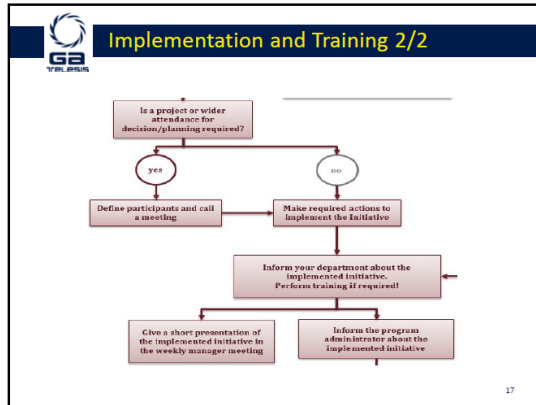 Implementation and Training 2/2
GA
TELESIS
Is a project or wider
attendance for
decision/planning required?
yes
no
Define participants and call
a meeting
Make required actions to
implement the Initiative
Inform your department about the
implemented initiative.
Perform training if required!
Give a short presentation of
the implemented initiative in
the weekly manager meeting
Inform the program
administrator about the
implemented initiative
17